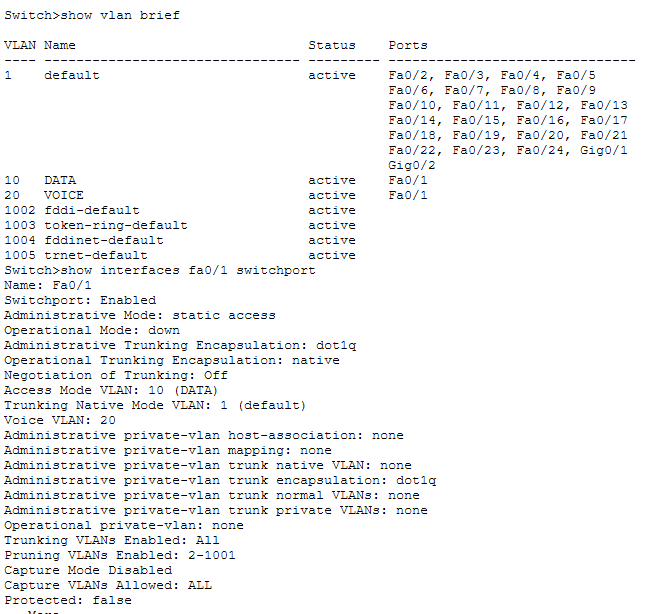 Switch>show vlan brief
VLAN Name                             Status    Ports
---- -------------------------------- --------- -------------------------------
1    default                          active    Fa0/2, Fa0/3, Fa0/4, Fa0/5
                                                Fa0/6, Fa0/7, Fa0/8, Fa0/9
                                                Fa0/10, Fa0/11, Fa0/12, Fa0/13
                                                Fa0/14, Fa0/15, Fa0/16, Fa0/17
                                                Fa0/18, Fa0/19, Fa0/20, Fa0/21
                                                Fa0/22, Fa0/23, Fa0/24, Gig0/1
                                                Gig0/2
10   DATA                             active    Fa0/1
20   VOICE                            active    Fa0/1
1002 fddi-default                     active
1003 token-ring-default               active
1004 fddinet-default                  active
1005 trnet-default                    active
Switch>show interfaces fa0/1 switchport
Name: Fa0/1
Switchport: Enabled
Administrative Mode: static access
Operational Mode: down
Administrative Trunking Encapsulation: dot1q
Operational Trunking Encapsulation: native
Negotiation of Trunking: Off
Access Mode VLAN: 10 (DATA)
Trunking Native Mode VLAN: 1 (default)
Voice VLAN: 20
Administrative private-vlan host-association: none
Administrative private-vlan mapping: none
Administrative private-vlan trunk native VLAN: none
Administrative private-vlan trunk encapsulation: dot1q
Administrative private-vlan trunk normal VLANs: none
Administrative private-vlan trunk private VLANs: none
Operational private-vlan: none
Trunking VLANs Enabled: All
Pruning VLANs Enabled: 2-1001
Capture Mode Disabled
Capture VLANs Allowed: ALL
Protected: false